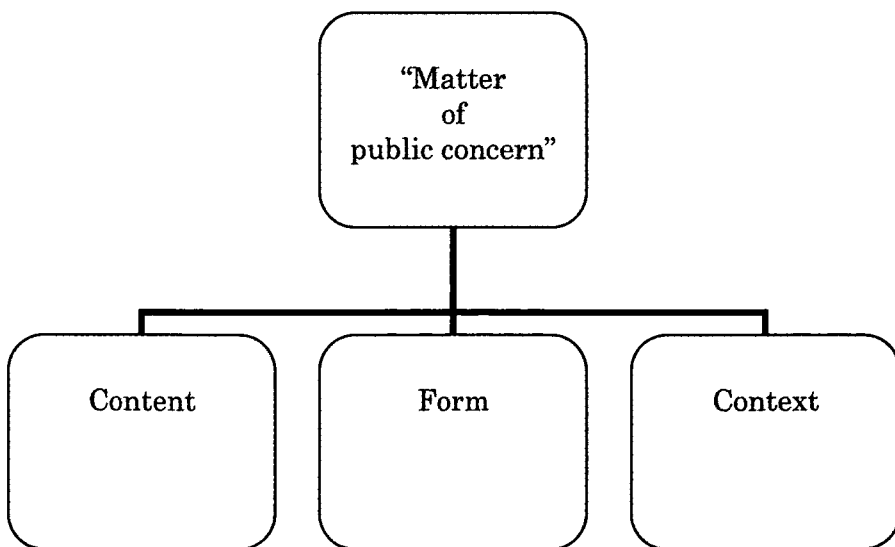 “Matter
of
public concern”
Content
Form
Context